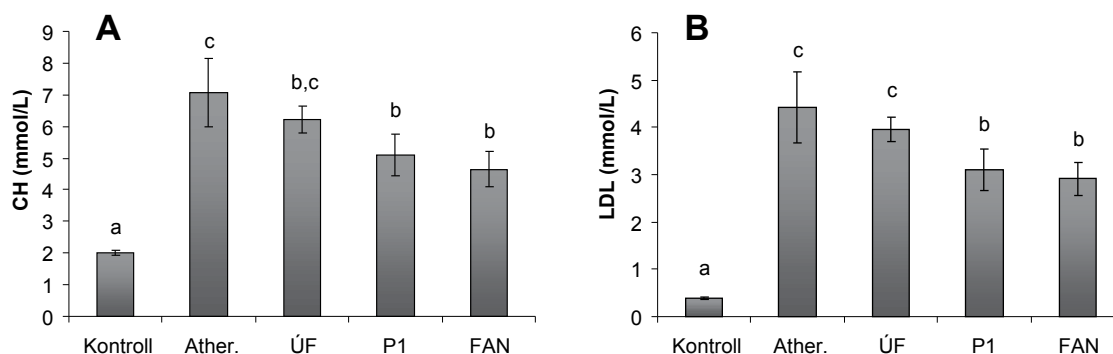 A
CH (mmol/L)
9
8
7
6
5
4
3
2
1
0
a
c
b,c
b
b
Kontroll Ather. ÚF P1 FAN
B
LDL (mmol/L)
6
5
4
3
2
1
0
a
c
c
b
b
Kontroll Ather. ÚF P1 FAN